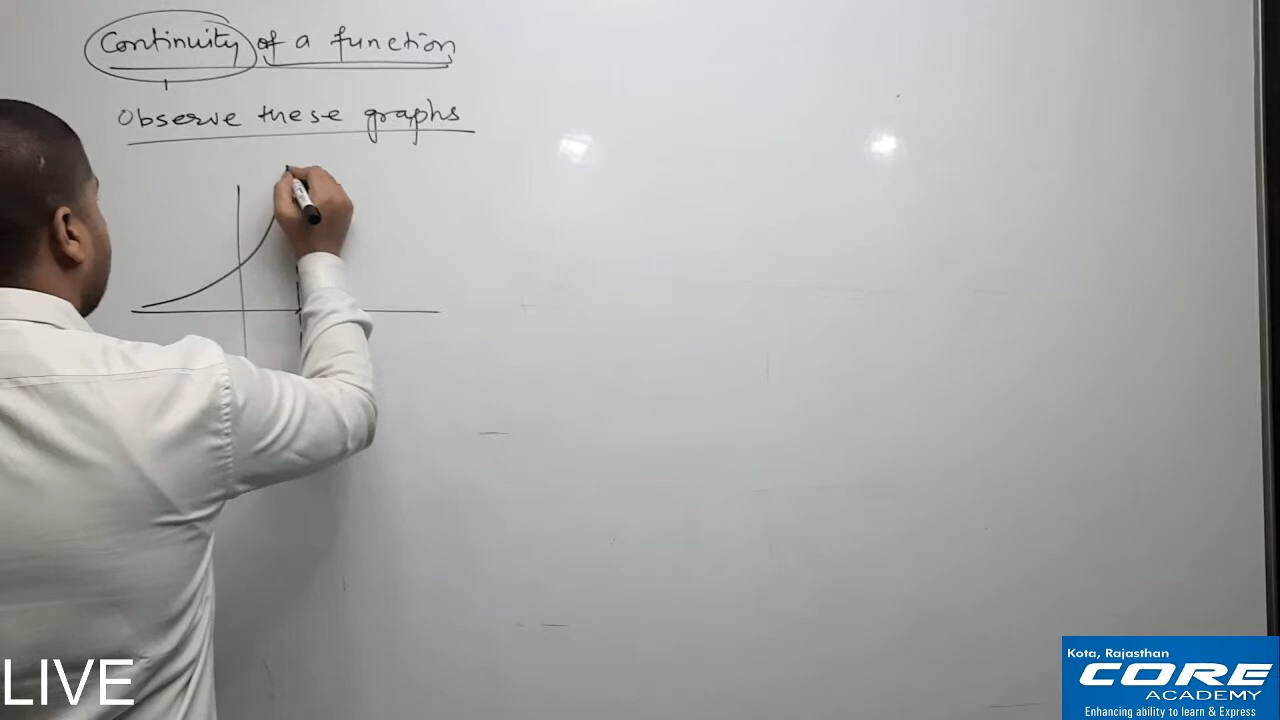 Continuity of a function
Observe these graphs
LIVE
Kota, Rajasthan
CORE
ACADEMY
Enhancing ability to learn & Express